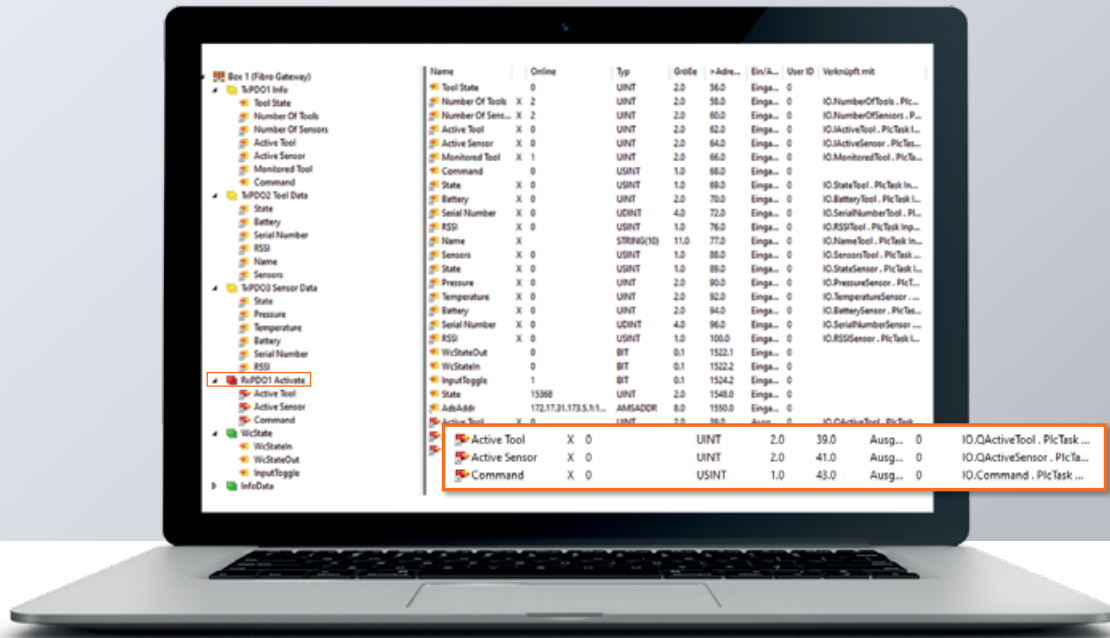 Box 1 (Fibro Gateway)
TxPDO1 Info
Tool State
Number Of Tools
Number Of Sensors
Active Tool
Active Sensor
Monitored Tool
Command
TxPDO2 Tool Data
State
Battery
Serial Number
RSSI
Name
Sensors
TxPDO3 Sensor Data
State
Pressure
Temperature
Battery
Serial Number
RSSI
RxPDO1 Activate
Active Tool
Active Sensor
Command
WcState
WcStateIn
WcStateOut
InputToggle
InfoData
Name Online Typ Größe >Adre... Ein/A... User ID Verknüpft mit
Tool State 0 UINT 2.0 56.0 Einga... 0
Number Of Tools X 2 UINT 2.0 58.0 Einga... 0 IO.NumberOfTools . Plc...
Number Of Sens... X 2 UINT 2.0 60.0 Einga... 0 IO.NumberOfSensors . P...
Active Tool X 0 UINT 2.0 62.0 Einga... 0 IO.IActiveTool . PlcTask I...
Active Sensor X 0 UINT 2.0 64.0 Einga... 0 IO.IActiveSensor . PlcTas...
Monitored Tool X 1 UINT 2.0 66.0 Einga... 0 IO.MonitoredTool . PlcTa...
Command 0 USINT 1.0 68.0 Einga... 0
State X 0 USINT 1.0 69.0 Einga... 0 IO.StateTool . PlcTask In...
Battery X 0 UINT 2.0 70.0 Einga... 0 IO.BatteryTool . PlcTask I...
Serial Number X 0 UDINT 4.0 72.0 Einga... 0 IO.SerialNumberTool . Pl...
RSSI X 0 USINT 1.0 76.0 Einga... 0 IO.RSSITool . PlcTask Inp...
Name X STRING(10) 11.0 77.0 Einga... 0 IO.NameTool . PlcTask In...
Sensors X 0 USINT 1.0 88.0 Einga... 0 IO.SensorsTool . PlcTask ...
State X 0 USINT 1.0 89.0 Einga... 0 IO.StateSensor . PlcTask I...
Pressure X 0 UINT 2.0 90.0 Einga... 0 IO.PressureSensor . PlcT...
Temperature X 0 UINT 2.0 92.0 Einga... 0 IO.TemperatureSensor . ...
Battery X 0 UINT 2.0 94.0 Einga... 0 IO.BatterySensor . PlcTas...
Serial Number X 0 UDINT 4.0 96.0 Einga... 0 IO.SerialNumberSensor ....
RSSI X 0 USINT 1.0 100.0 Einga... 0 IO.RSSISensor . PlcTask I...
WcStateOut 0 BIT 0.1 1522.1 Einga... 0
WcStateIn 0 BIT 0.1 1522.2 Einga... 0
InputToggle 1 BIT 0.1 1524.2 Einga... 0
State 15368 UINT 2.0 1548.0 Einga... 0
AdsAddr 172.17.31.173.5.1:1... AMSADDR 8.0 1550.0 Einga... 0
Active Tool X 0 UINT 2.0 39.0 Ausg... 0 IO.QActiveTool . PlcTask ...
Active Sensor X 0 UINT 2.0 41.0 Ausg... 0 IO.QActiveSensor . PlcTa...
Command X 0 USINT 1.0 43.0 Ausg... 0 IO.Command . PlcTask ...